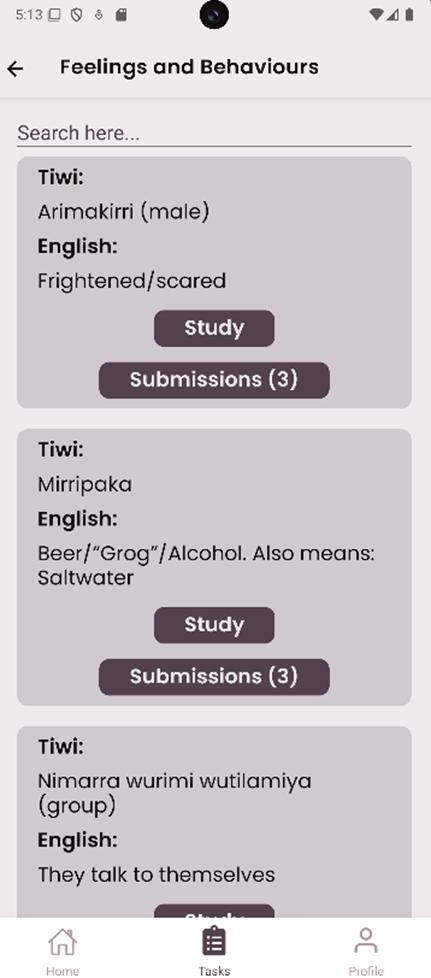 5:13
Feelings and Behaviours
Search here...
Tiwi:
Arimakirri (male)
English:
Frightened/scared
Study
Submissions (3)
Tiwi:
Mirripaka
English:
Beer/“Grog”/Alcohol. Also means:
Saltwater
Study
Submissions (3)
Tiwi:
Nimarra wurimi wutilamiya
(group)
English:
They talk to themselves
Study
Home
Tasks
Profile